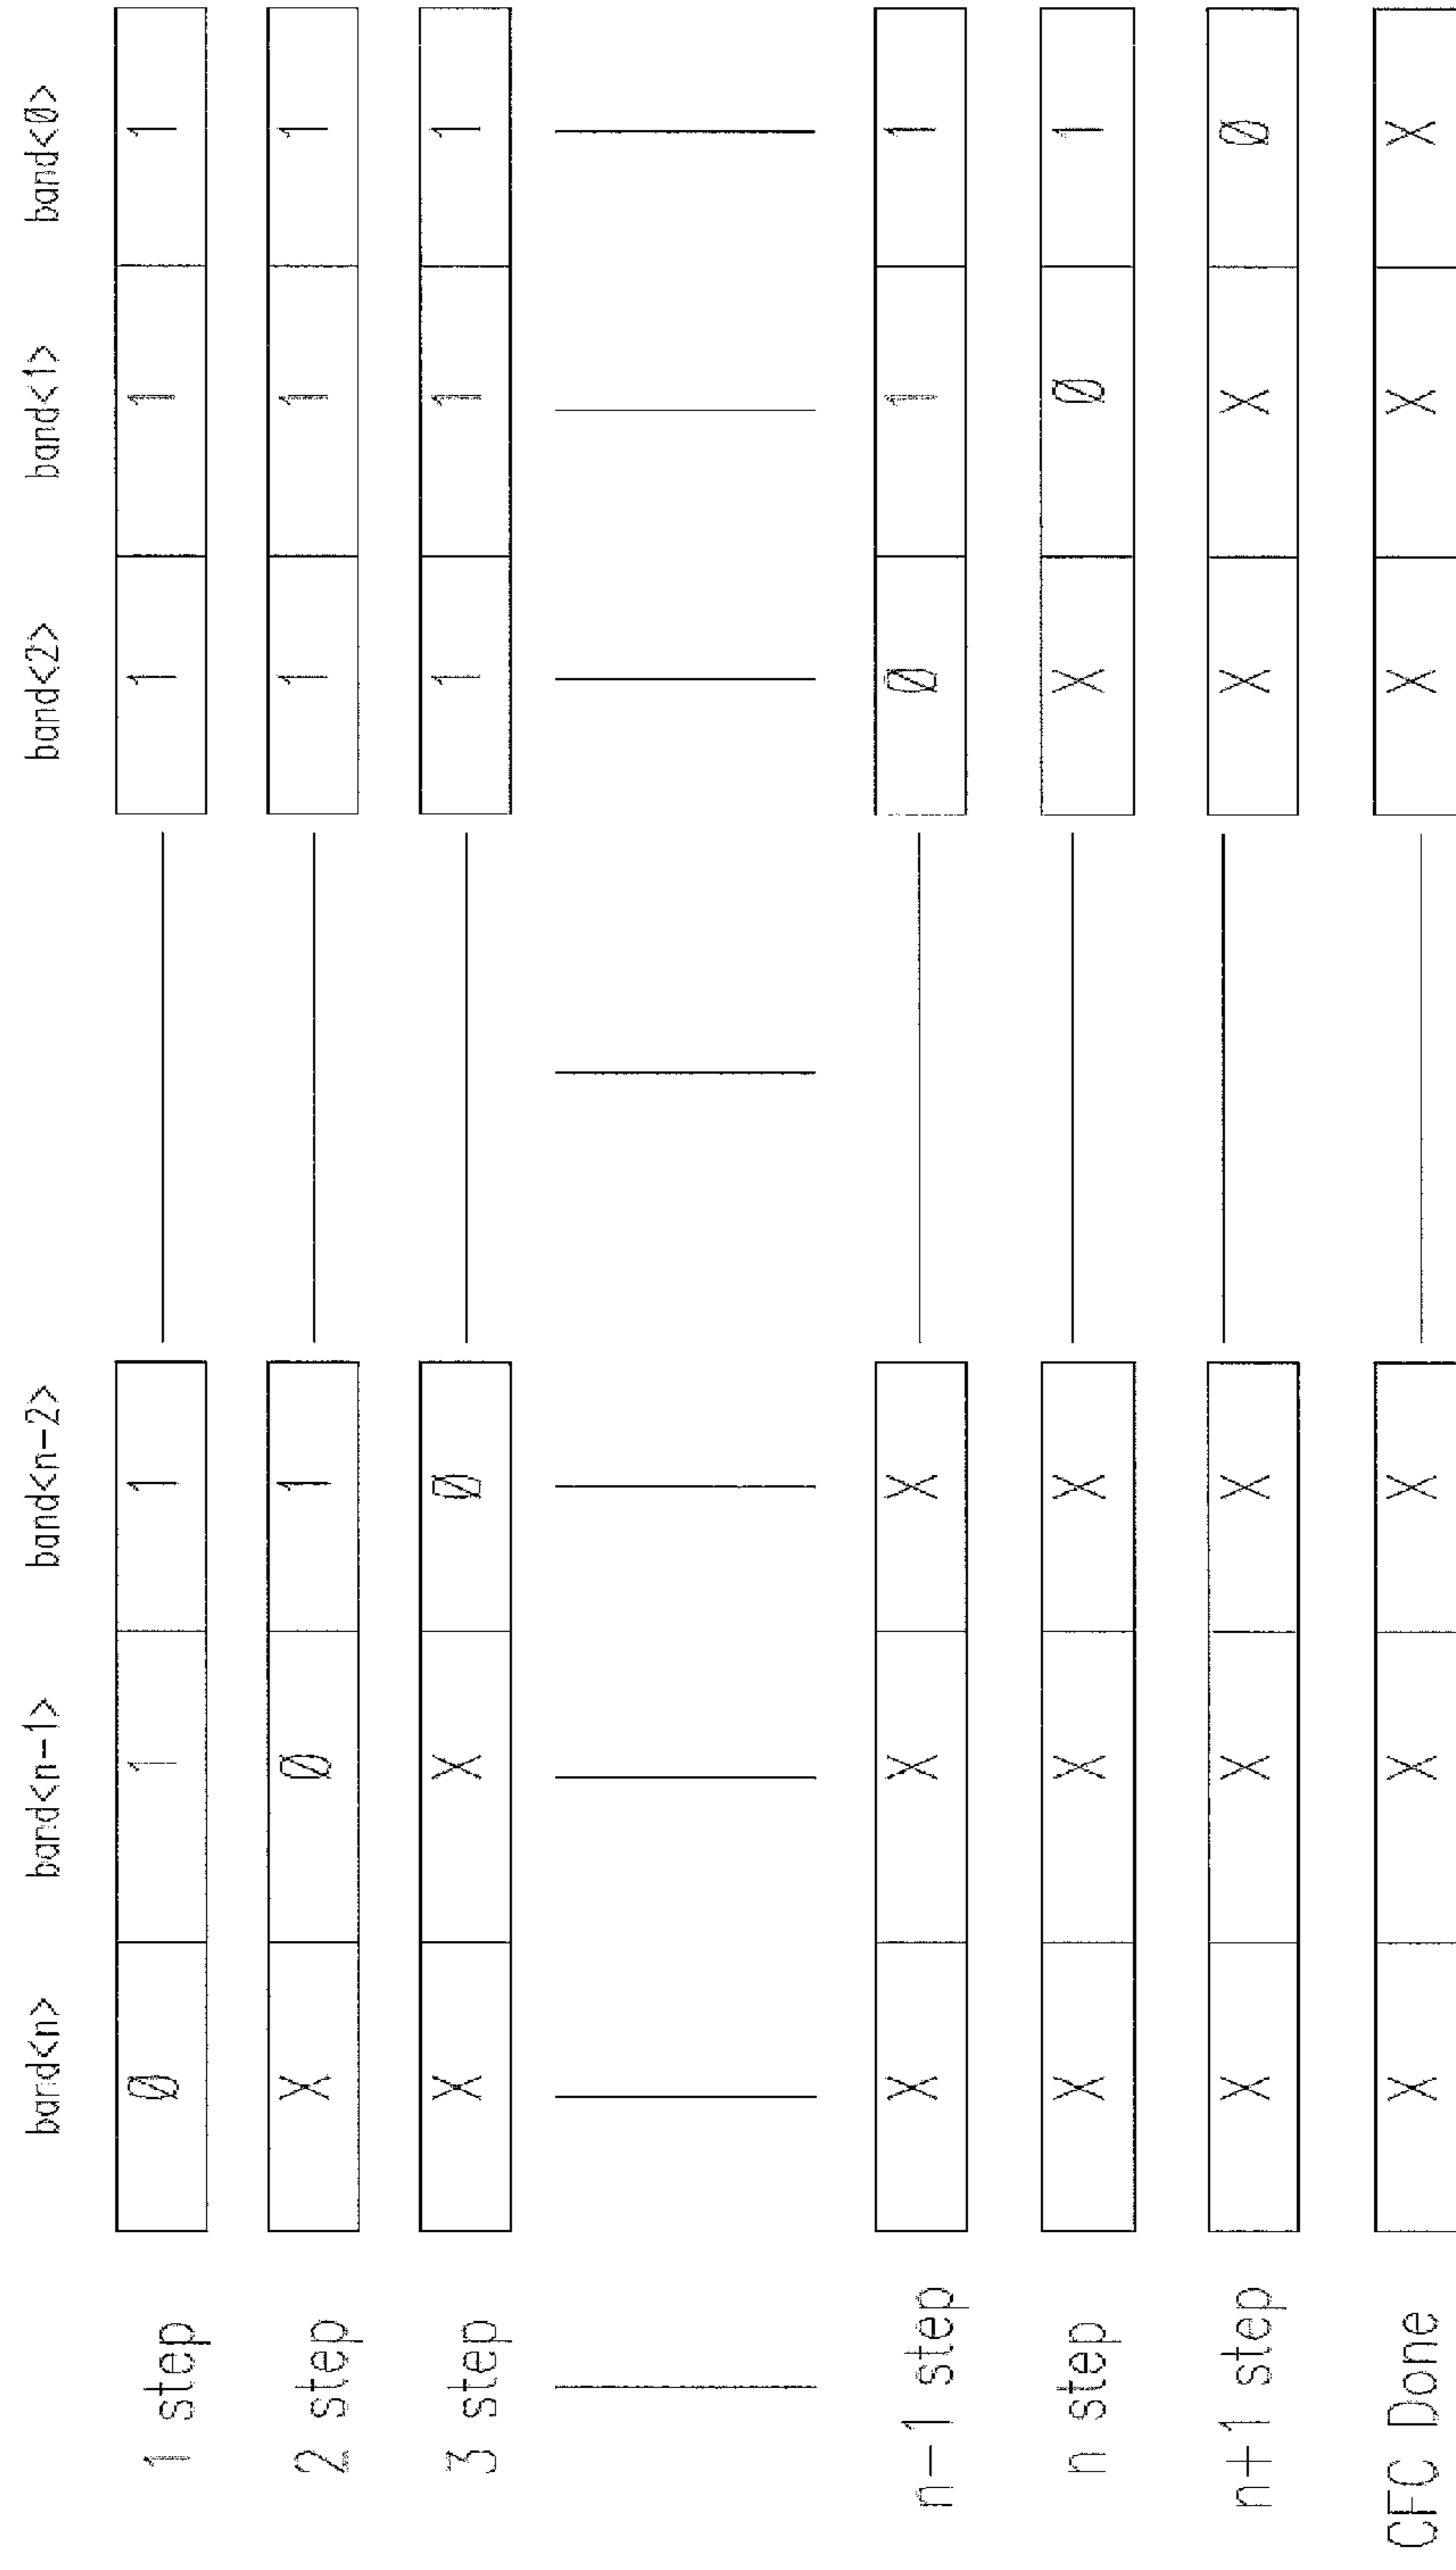 band<n> band<n-1> band<n-2> band<2> band<1> band<0>
1 step 0 1 1 1 1 1
2 step X 0 1 1 1 1
3 step X X 0 1 1 1
n-1 step X X X 0 1 1
n step X X X X 0 1
n+1 step X X X X X 0
CFC Done X X X X X X